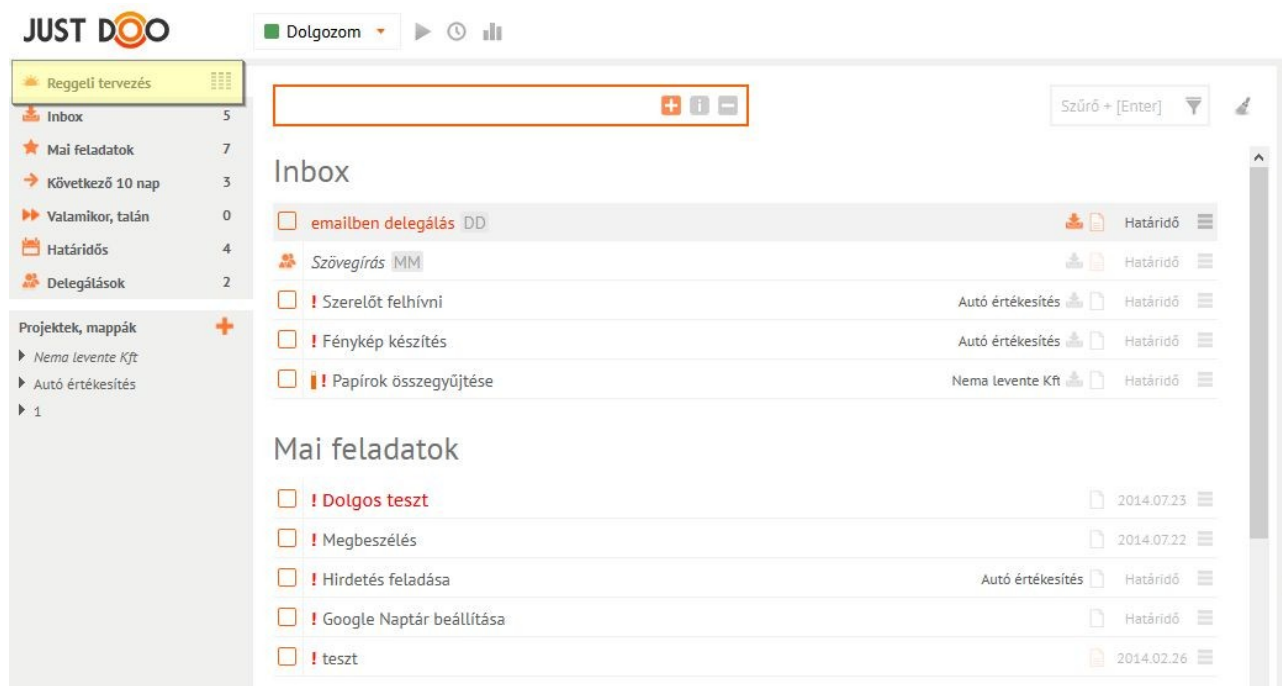 JUST DOO
Dolgozom
Reggeli tervezés
Inbox 5
Mai feladatok 7
Következő 10 nap 3
Valamikor, talán 0
Határidős 4
Delegálások 2
Projektek, mappák
Nema levente Kft
Autó értékesítés
1
Szűrő + [Enter]
Inbox
emailben delegálás DD Határidő
Szövegírás MM Határidő
! Szerelőt felhívni Autó értékesítés Határidő
! Fénykép készítés Autó értékesítés Határidő
! Papírok összegyűjtése Nema levente Kft Határidő
Mai feladatok
! Dolgos teszt 2014.07.23
! Megbeszélés 2014.07.22
! Hirdetés feladása Autó értékesítés Határidő
! Google Naptár beállítása Határidő
! teszt 2014.02.26